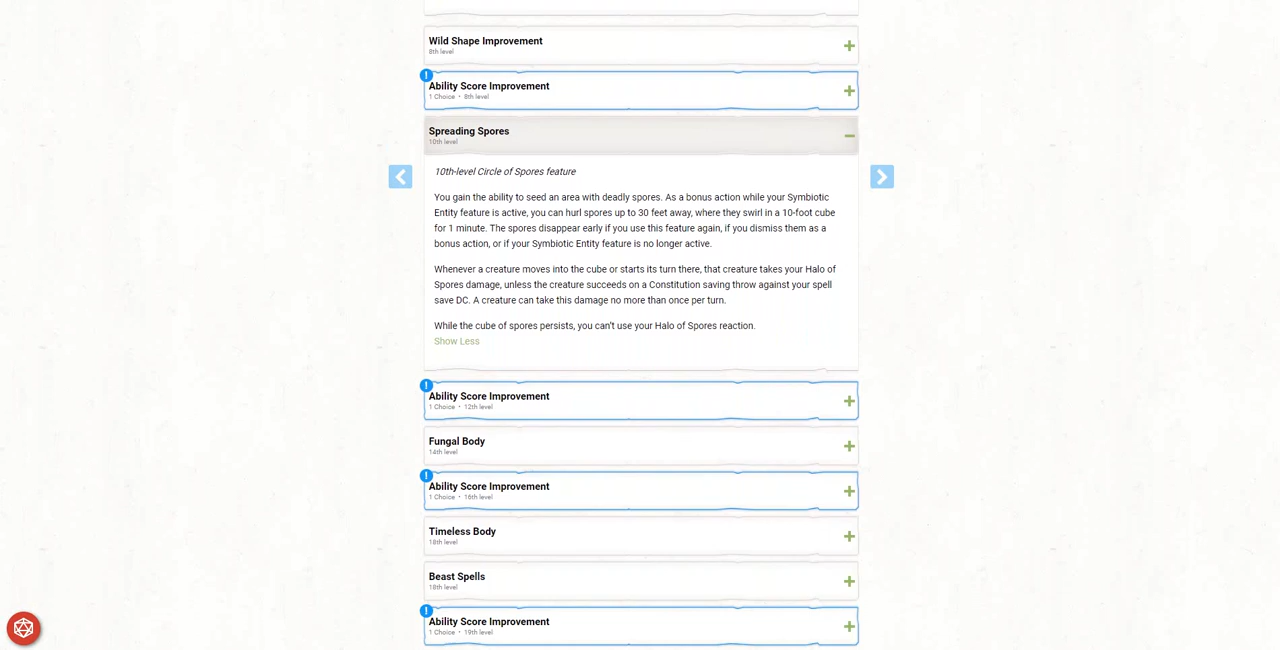 Wild Shape Improvement
8th level
!
Ability Score Improvement
1 Choice • 8th level
Spreading Spores
10th level
10th-level Circle of Spores feature
You gain the ability to seed an area with deadly spores. As a bonus action while your Symbiotic
Entity feature is active, you can hurl spores up to 30 feet away, where they swirl in a 10-foot cube
for 1 minute. The spores disappear early if you use this feature again, if you dismiss them as a
bonus action, or if your Symbiotic Entity feature is no longer active.
Whenever a creature moves into the cube or starts its turn there, that creature takes your Halo of
Spores damage, unless the creature succeeds on a Constitution saving throw against your spell
save DC. A creature can take this damage no more than once per turn.
While the cube of spores persists, you can't use your Halo of Spores reaction.
Show Less
!
Ability Score Improvement
1 Choice • 12th level
Fungal Body
14th level
!
Ability Score Improvement
1 Choice • 16th level
Timeless Body
18th level
Beast Spells
18th level
!
Ability Score Improvement
1 Choice • 19th level